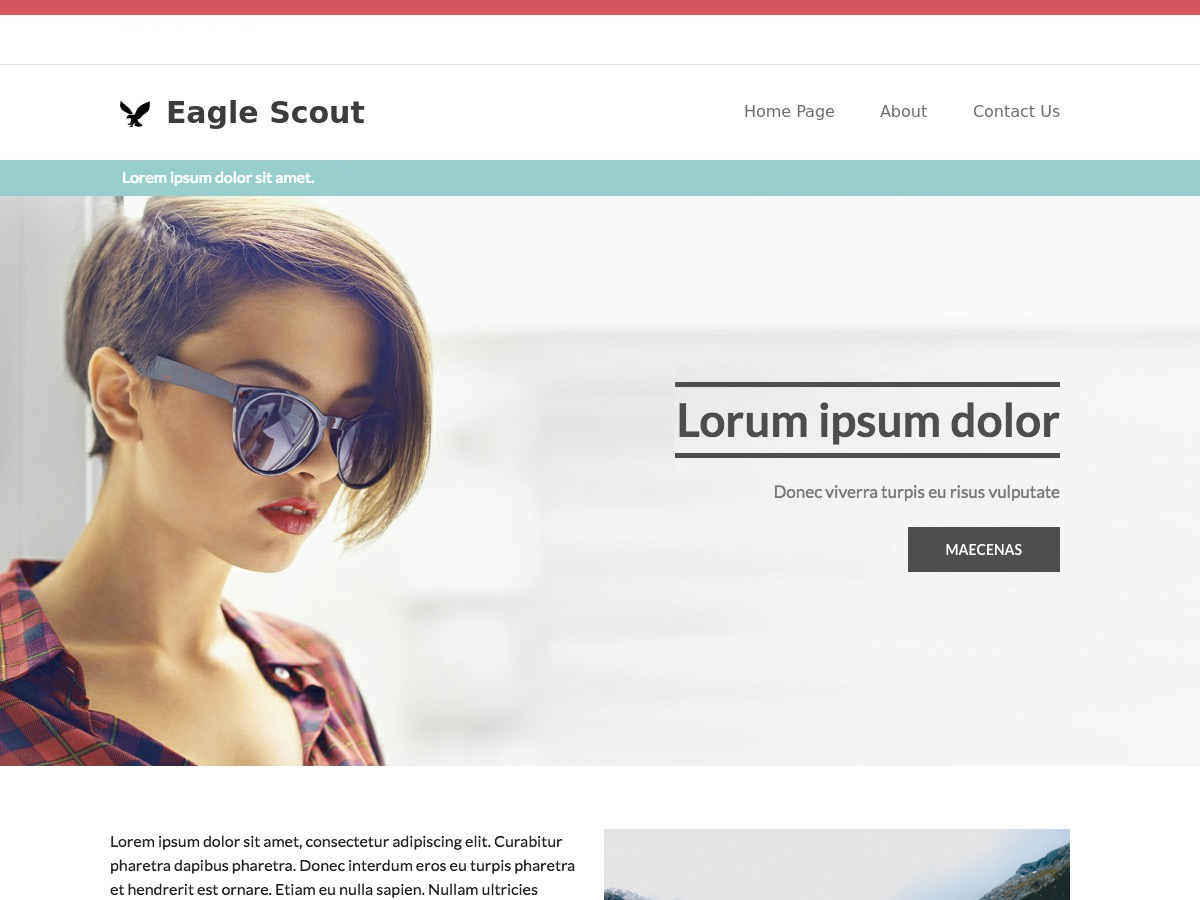 Eagle Scout
Home Page About Contact Us
Lorem ipsum dolor sit amet.
Lorum ipsum dolor
Donec viverra turpis eu risus vulputate
MAECENAS
Lorem ipsum dolor sit amet, consectetur adipiscing elit. Curabitur
pharetra dapibus pharetra. Donec interdum eros eu turpis pharetra
et hendrerit est ornare. Etiam eu nulla sapien. Nullam ultricies